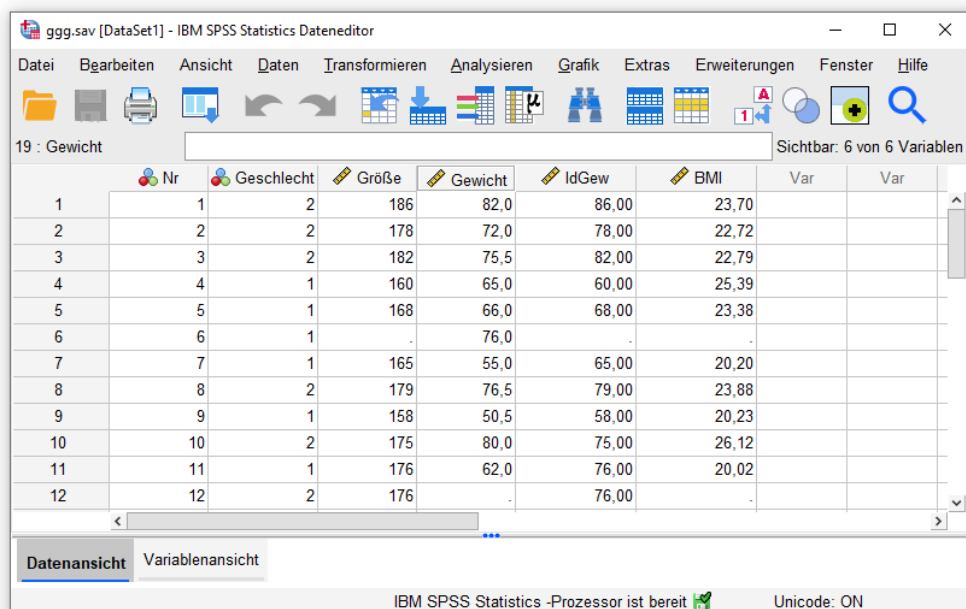 ggg.sav [DataSet1] - IBM SPSS Statistics Dateneditor
Datei Bearbeiten Ansicht Daten Transformieren Analysieren Grafik Extras Erweiterungen Fenster Hilfe
19 : Gewicht Sichtbar: 6 von 6 Variablen
Nr Geschlecht Größe Gewicht IdGew BMI Var Var
1 1 2 186 82,0 86,00 23,70
2 2 2 178 72,0 78,00 22,72
3 3 2 182 75,5 82,00 22,79
4 4 1 160 65,0 60,00 25,39
5 5 1 168 66,0 68,00 23,38
6 6 1 . 76,0 . .
7 7 1 165 55,0 65,00 20,20
8 8 2 179 76,5 79,00 23,88
9 9 1 158 50,5 58,00 20,23
10 10 2 175 80,0 75,00 26,12
11 11 1 176 62,0 76,00 20,02
12 12 2 176 . 76,00 .
Datenansicht Variablenansicht
IBM SPSS Statistics -Prozessor ist bereit Unicode: ON